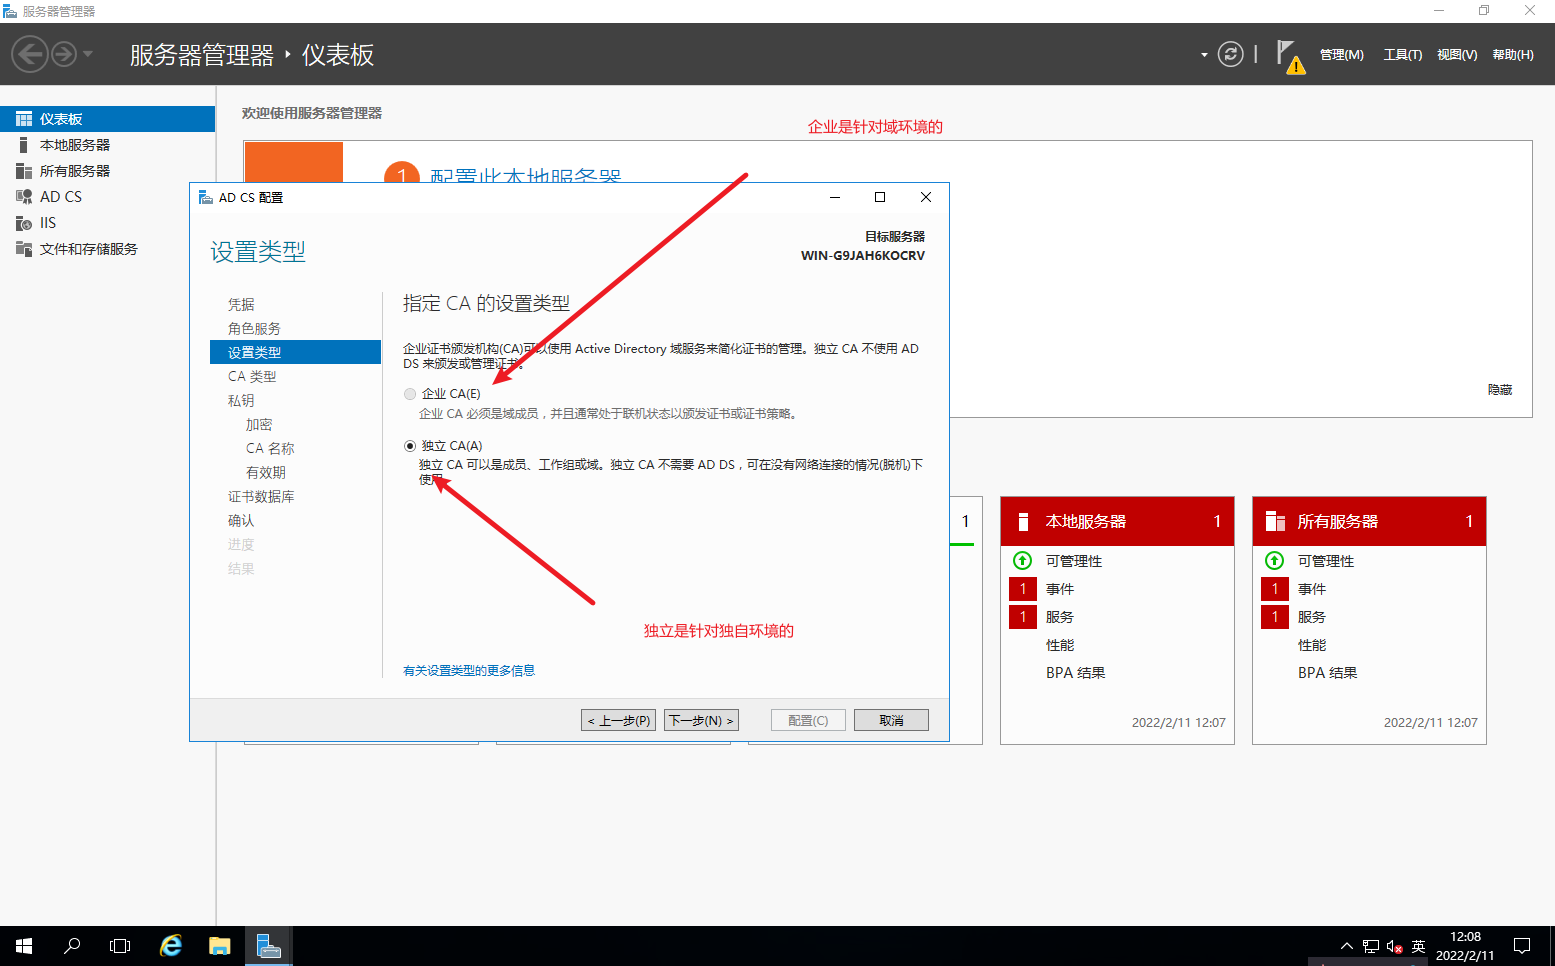 服务器管理器
服务器管理器 · 仪表板
管理(M) 工具(T) 视图(V) 帮助(H)
仪表板
本地服务器
所有服务器
AD CS
IIS
文件和存储服务
欢迎使用服务器管理器
企业是针对域环境的
1 配置此本地服务器
隐藏
AD CS 配置
设置类型
目标服务器
WIN-G9JAH6KOCRV
凭据
角色服务
设置类型
CA 类型
私钥
加密
CA 名称
有效期
证书数据库
确认
进度
结果
指定 CA 的设置类型
企业证书颁发机构(CA)可以使用 Active Directory 域服务来简化证书的管理。独立 CA 不使用 AD
DS 来颁发或管理证书。
企业 CA(E)
企业 CA 必须是域成员，并且通常处于联机状态以颁发证书或证书策略。
独立 CA(A)
独立 CA 可以是成员、工作组或域。独立 CA 不需要 AD DS，可在没有网络连接的情况(脱机)下
使用
独立是针对独自环境的
有关设置类型的更多信息
< 上一步(P) 下一步(N) > 配置(C) 取消
1
本地服务器 1
可管理性
1 事件
1 服务
性能
BPA 结果
2022/2/11 12:07
所有服务器 1
可管理性
1 事件
1 服务
性能
BPA 结果
2022/2/11 12:07
英
12:08
2022/2/11